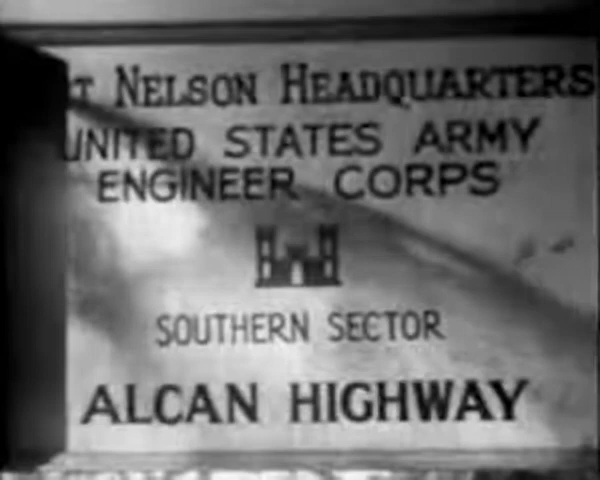 T NELSON HEADQUARTERS
UNITED STATES ARMY
ENGINEER CORPS
SOUTHERN SECTOR
ALCAN HIGHWAY